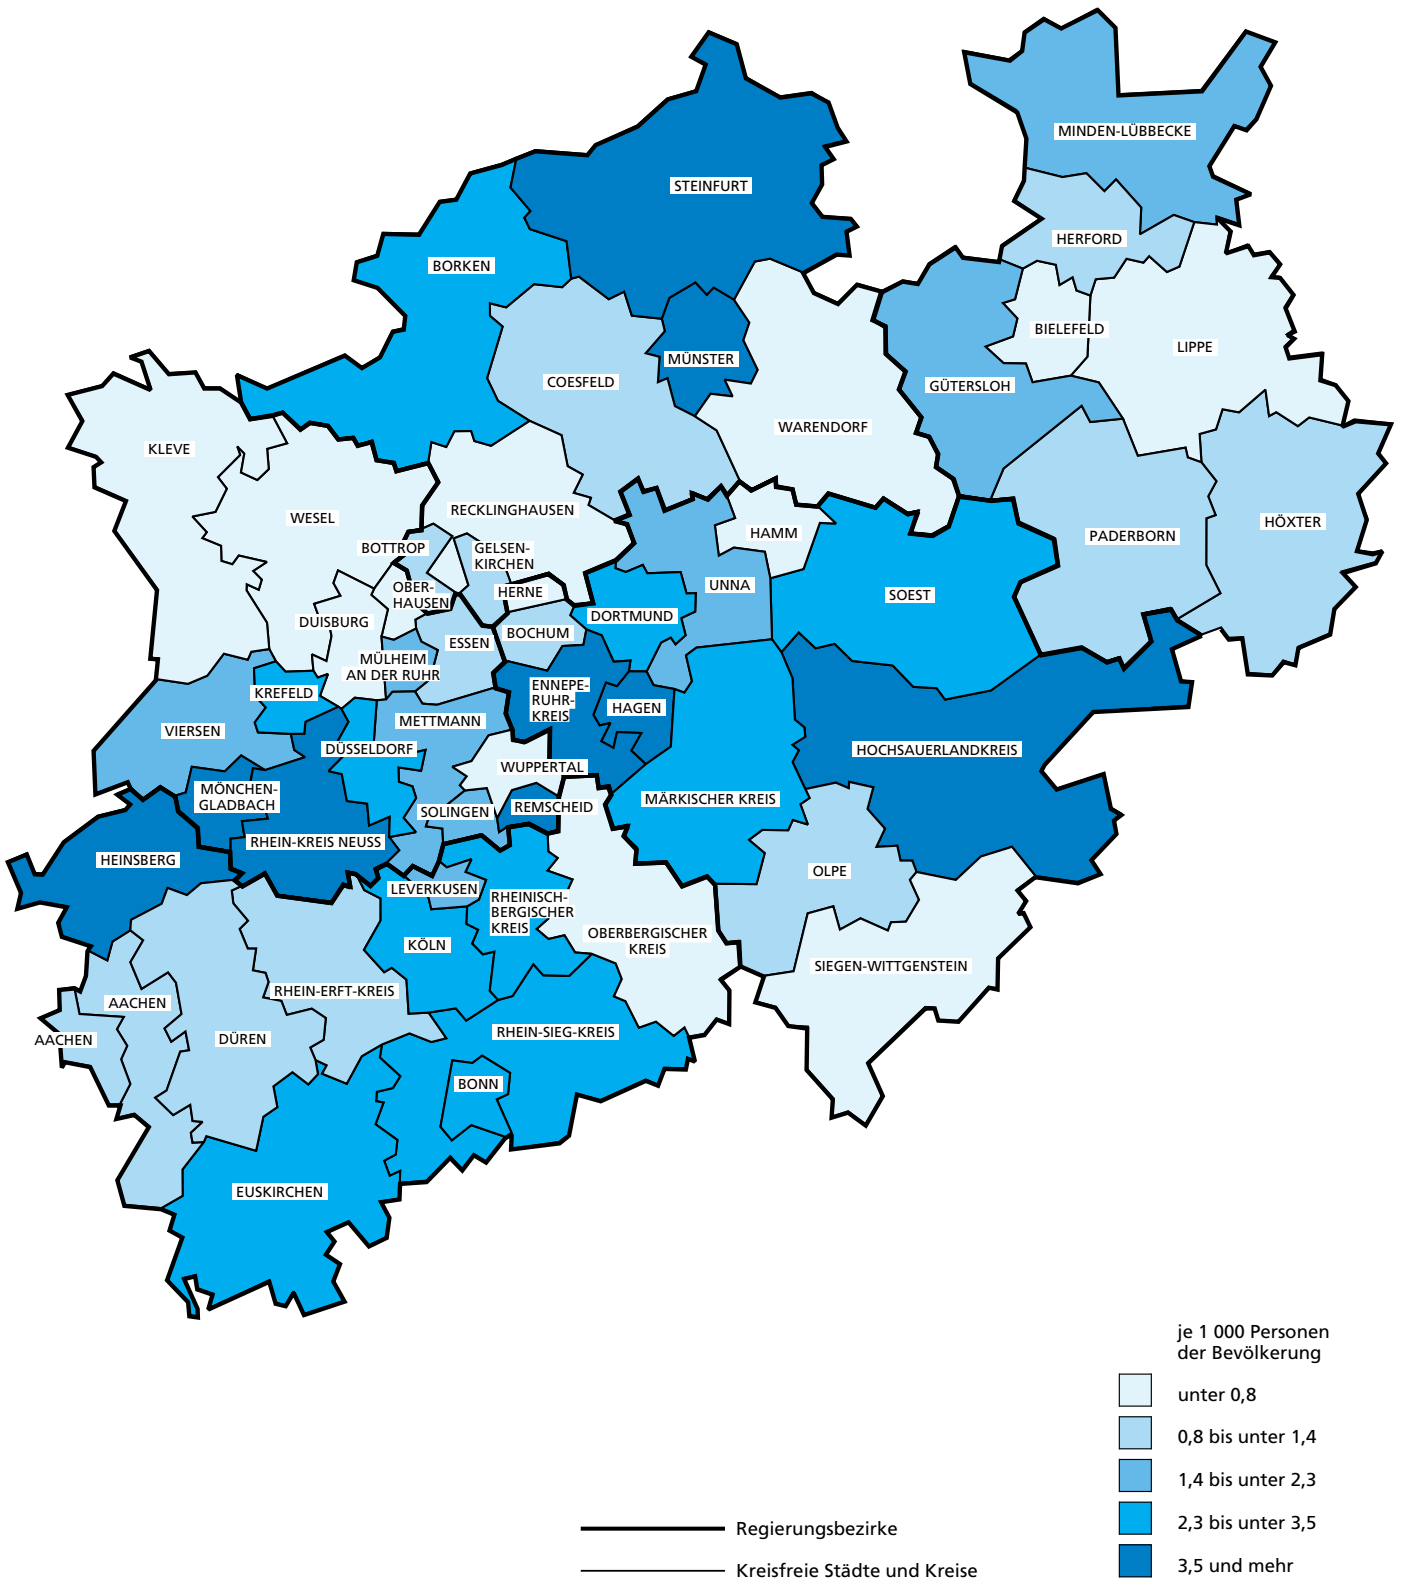 MINDEN-LÜBBECKE
STEINFURT
HERFORD
BORKEN
BIELEFELD
LIPPE
MÜNSTER
COESFELD
GÜTERSLOH
WARENDORF
KLEVE
RECKLINGHAUSEN
WESEL
HÖXTER
HAMM
PADERBORN
BOTTROP
GELSEN-
KIRCHEN
UNNA
OBER-
HAUSEN
HERNE
SOEST
DORTMUND
DUISBURG
BOCHUM
ESSEN
MÜLHEIM
AN DER RUHR
KREFELD
ENNEPE-
RUHR-
KREIS
HAGEN
METTMANN
VIERSEN
DÜSSELDORF
HOCHSAUERLANDKREIS
WUPPERTAL
MÖNCHEN-
GLADBACH
MÄRKISCHER KREIS
REMSCHEID
SOLINGEN
RHEIN-KREIS NEUSS
HEINSBERG
OLPE
LEVERKUSEN
RHEINISCH-
BERGISCHER
KREIS
OBERBERGISCHER
KREIS
KÖLN
SIEGEN-WITTGENSTEIN
RHEIN-ERFT-KREIS
AACHEN
RHEIN-SIEG-KREIS
AACHEN
DÜREN
BONN
EUSKIRCHEN
je 1 000 Personen
der Bevölkerung
unter 0,8
0,8 bis unter 1,4
1,4 bis unter 2,3
2,3 bis unter 3,5
3,5 und mehr
Regierungsbezirke
Kreisfreie Städte und Kreise